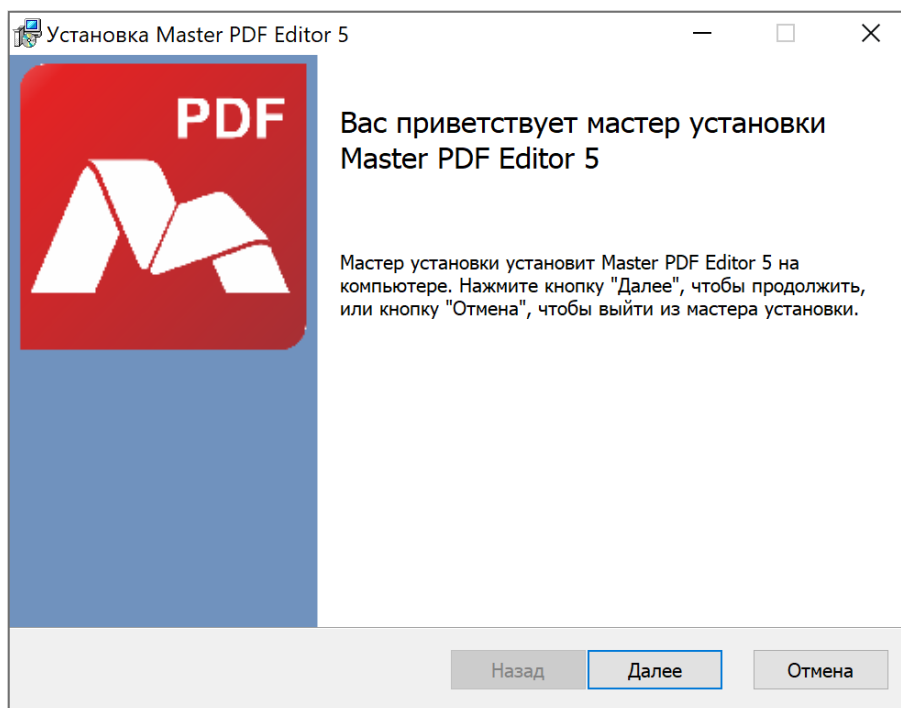 Установка Master PDF Editor 5
PDF
Вас приветствует мастер установки
Master PDF Editor 5
Мастер установки установит Master PDF Editor 5 на
компьютере. Нажмите кнопку "Далее", чтобы продолжить,
или кнопку "Отмена", чтобы выйти из мастера установки.
Назад
Далее
Отмена